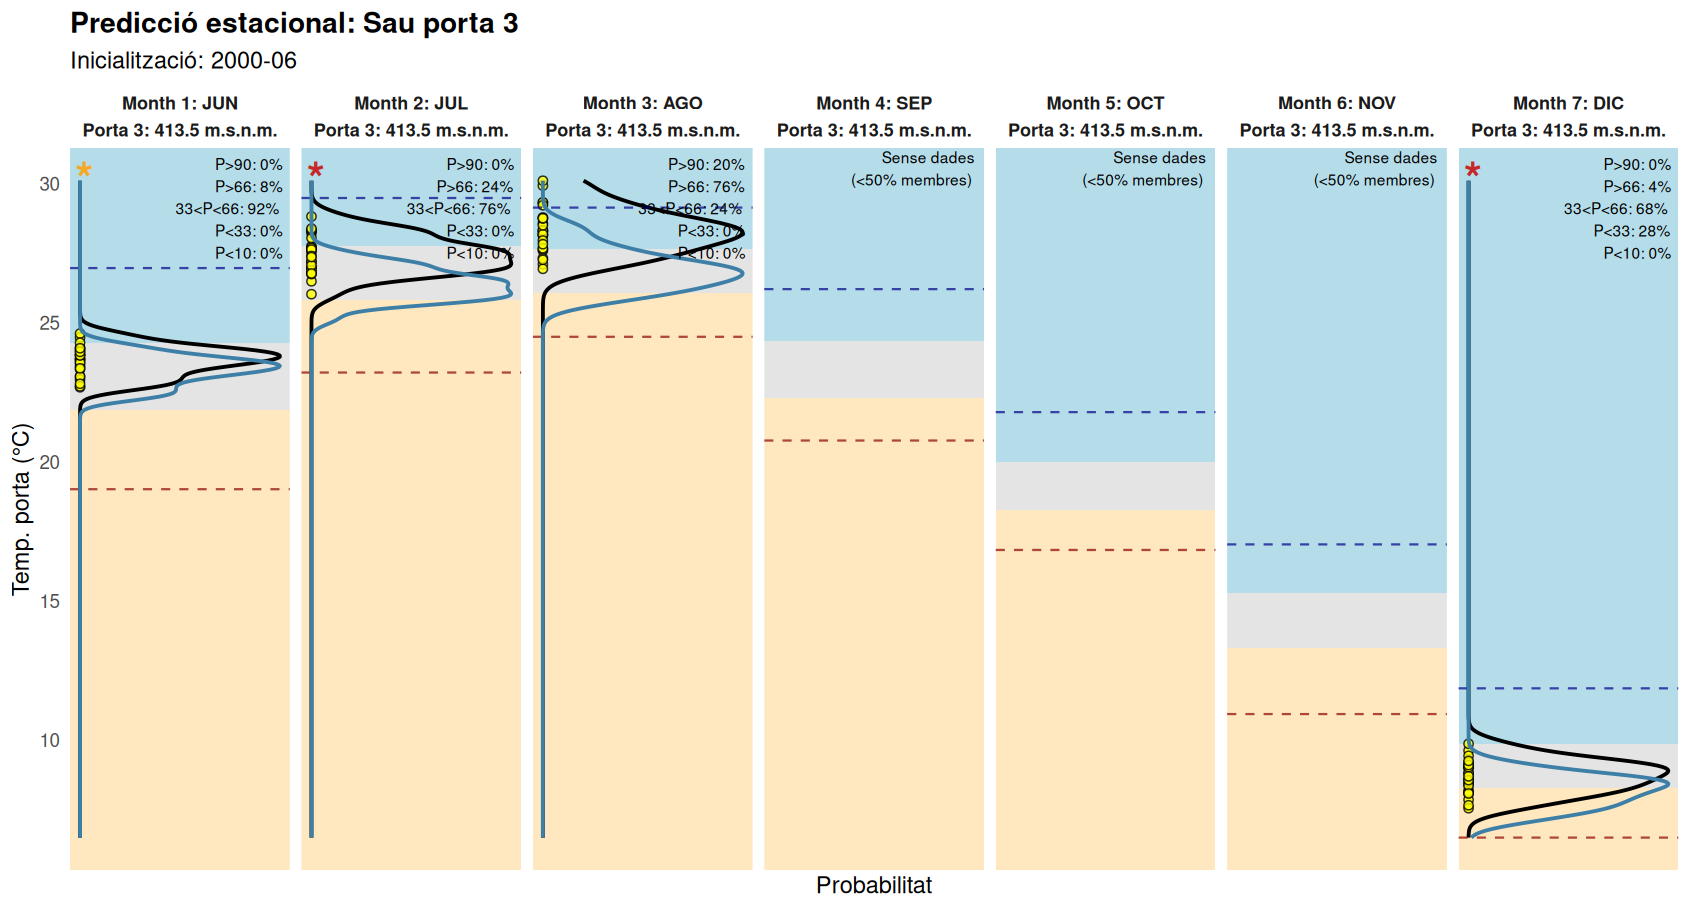 Predicció estacional: Sau porta 3
Inicialització: 2000-06
Month 1: JUN
Porta 3: 413.5 m.s.n.m.
Month 2: JUL
Porta 3: 413.5 m.s.n.m.
Month 3: AGO
Porta 3: 413.5 m.s.n.m.
Month 4: SEP
Porta 3: 413.5 m.s.n.m.
Month 5: OCT
Porta 3: 413.5 m.s.n.m.
Month 6: NOV
Porta 3: 413.5 m.s.n.m.
Month 7: DIC
Porta 3: 413.5 m.s.n.m.
*
P>90: 0%
P>66: 8%
33<P<66: 92%
P<33: 0%
P<10: 0%
*
P>90: 0%
P>66: 24%
33<P<66: 76%
P<33: 0%
P<10: 0%
P>90: 20%
P>66: 76%
33<P<66: 24%
P<33: 0%
P<10: 0%
Sense dades
(<50% membres)
Sense dades
(<50% membres)
Sense dades
(<50% membres)
*
P>90: 0%
P>66: 4%
33<P<66: 68%
P<33: 28%
P<10: 0%
30
25
20
15
10
Temp. porta (°C)
Probabilitat